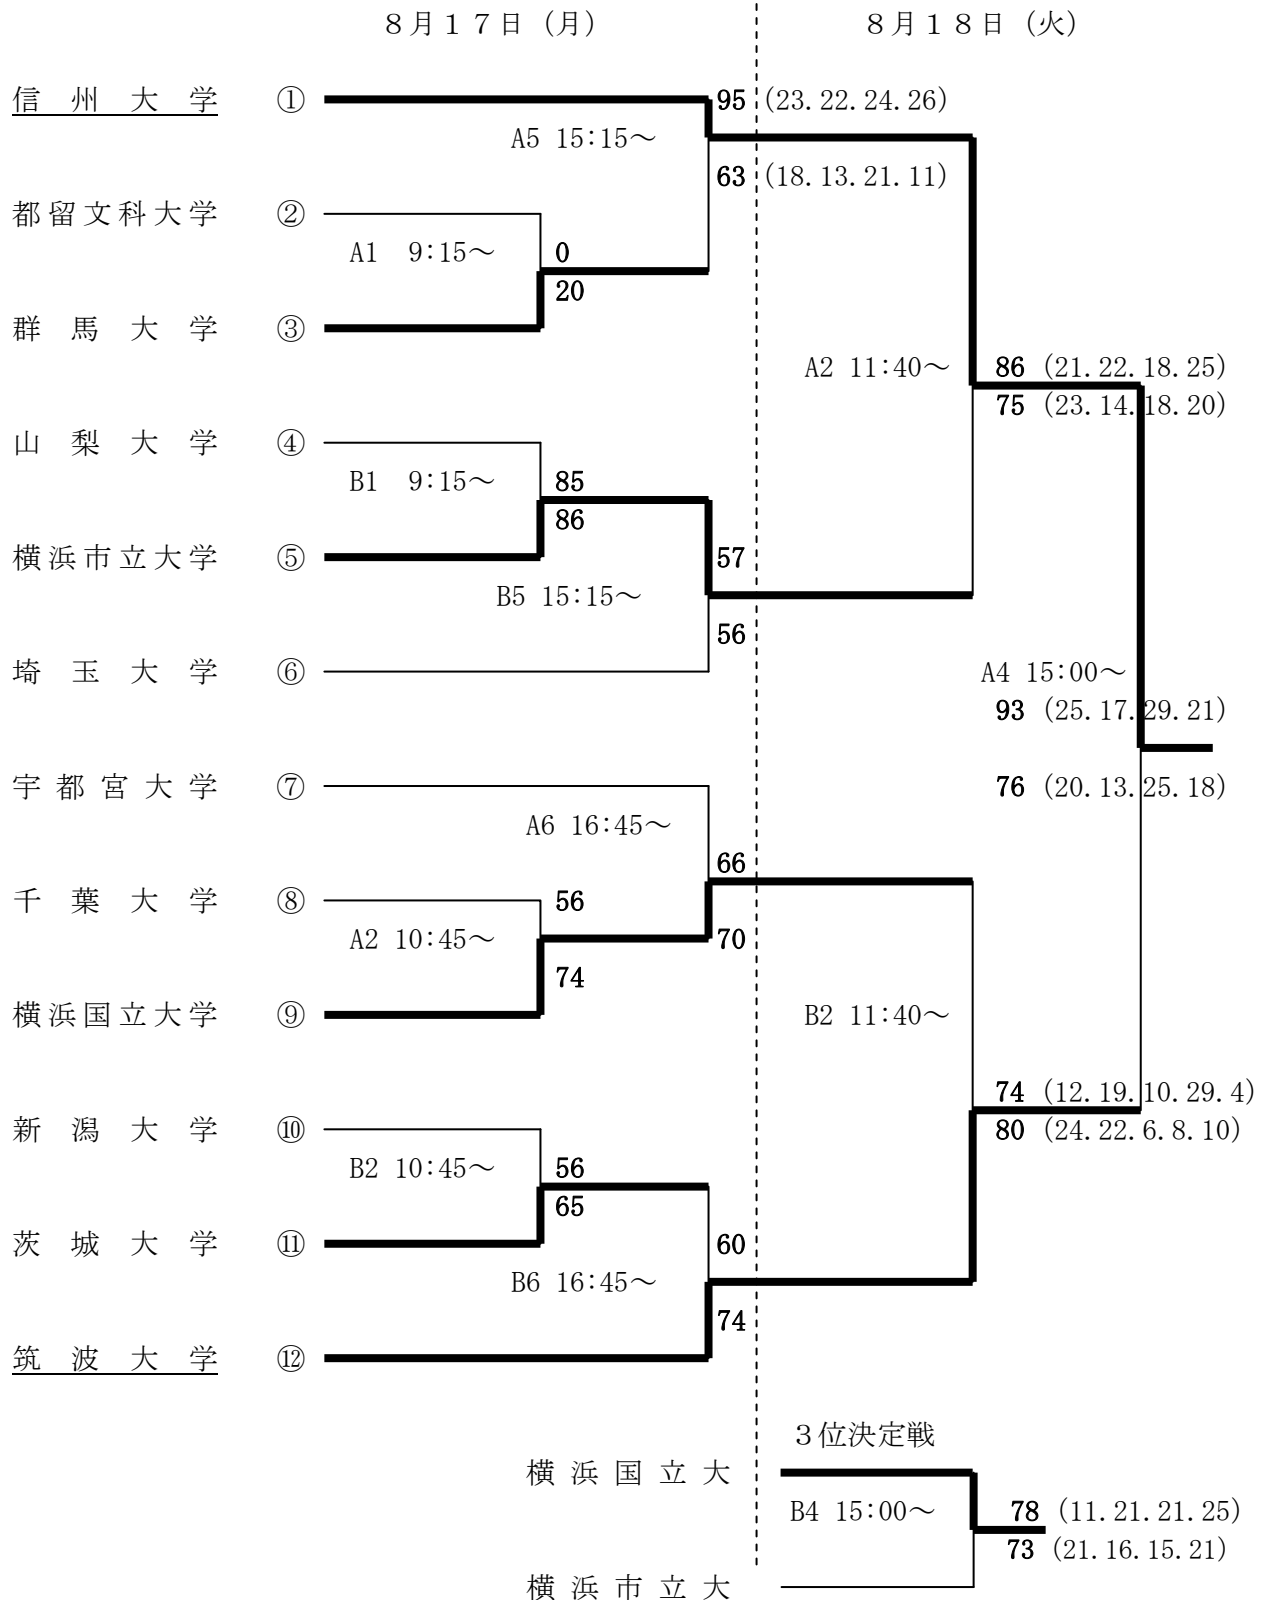 ８月１７日（月） ８月１８日（火）
信州大学 ① 95 (23.22.24.26)
A5 15:15～
63 (18.13.21.11)
都留文科大学 ②
A1 9:15～ 0
20
群馬大学 ③
A2 11:40～ 86 (21.22.18.25)
75 (23.14.18.20)
山梨大学 ④
B1 9:15～ 85
86
横浜市立大学 ⑤ 57
B5 15:15～
56
埼玉大学 ⑥ A4 15:00～
93 (25.17.29.21)
宇都宮大学 ⑦ 76 (20.13.25.18)
A6 16:45～
66
千葉大学 ⑧ 56
A2 10:45～ 70
74
横浜国立大学 ⑨ B2 11:40～
74 (12.19.10.29.4)
新潟大学 ⑩ 80 (24.22.6.8.10)
B2 10:45～ 56
65
茨城大学 ⑪ 60
B6 16:45～
74
筑波大学 ⑫
３位決定戦
横浜国立大
B4 15:00～ 78 (11.21.21.25)
73 (21.16.15.21)
横浜市立大